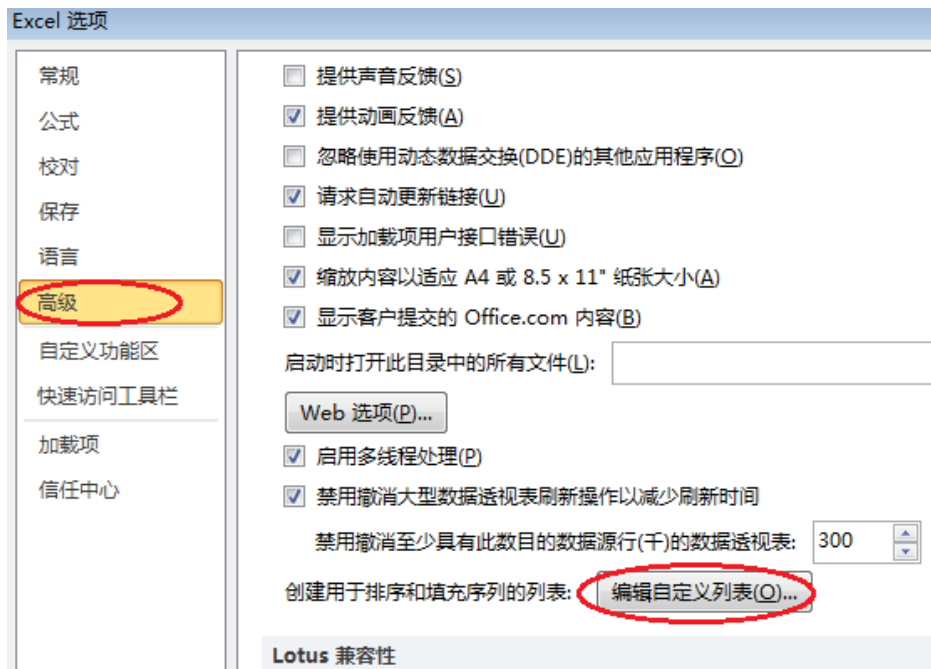 Excel 选项
常规
公式
校对
保存
语言
高级
自定义功能区
快速访问工具栏
加载项
信任中心
提供声音反馈(S)
提供动画反馈(A)
忽略使用动态数据交换(DDE)的其他应用程序(O)
请求自动更新链接(U)
显示加载项用户接口错误(U)
缩放内容以适应 A4 或 8.5 x 11" 纸张大小(A)
显示客户提交的 Office.com 内容(B)
启动时打开此目录中的所有文件(L):
Web 选项(P)...
启用多线程处理(P)
禁用撤消大型数据透视表刷新操作以减少刷新时间
禁用撤消至少具有此数目的数据源行(千)的数据透视表: 300
创建用于排序和填充序列的列表: 编辑自定义列表(O)...
Lotus 兼容性